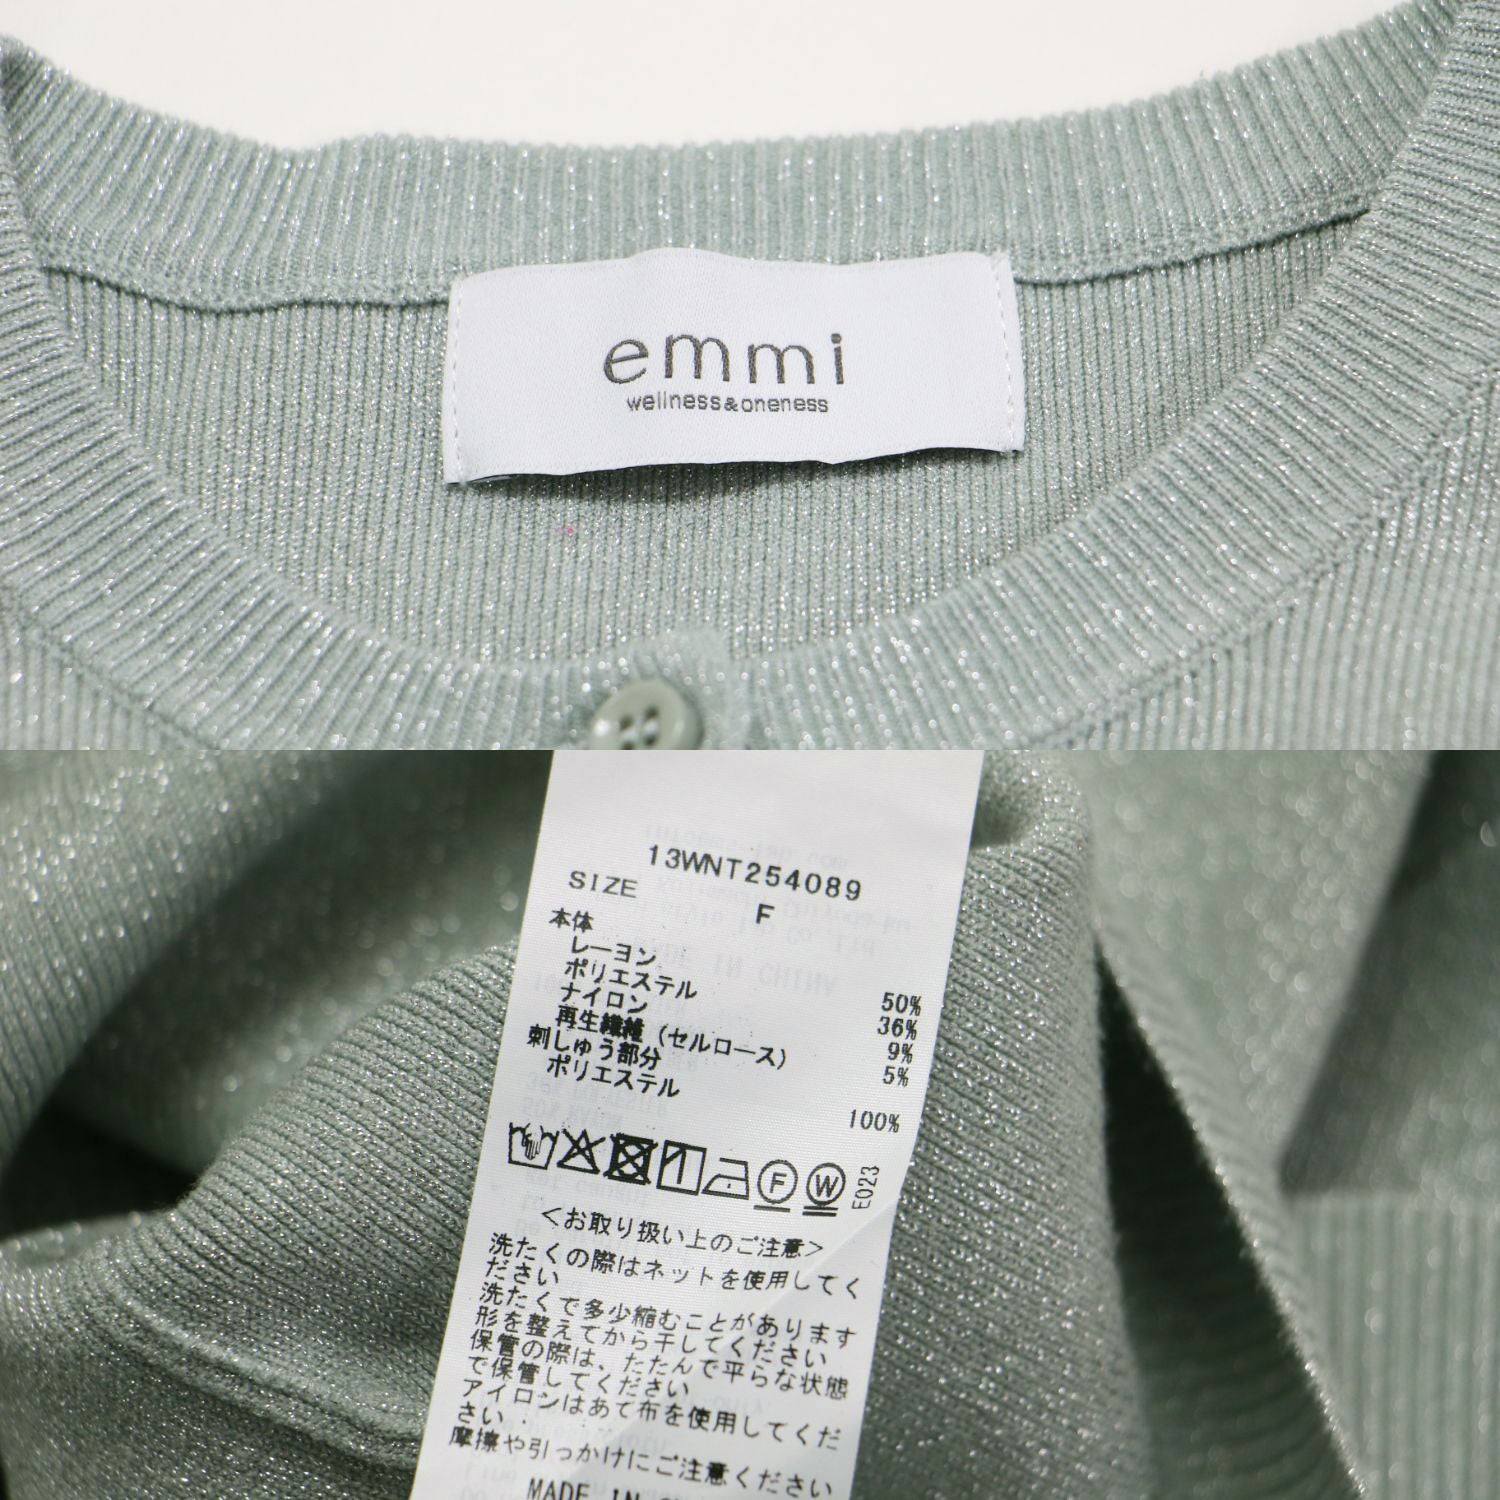 emmi
wellness&oneness
13WNT254089
SIZE F
本体
レーヨン 50%
ポリエステル 36%
ナイロン 9%
再生繊維(セルロース) 5%
刺しゅう部分
ポリエステル 100%
F W E023
<お取り扱い上のご注意>
洗たくの際はネットを使用してく
ださい
洗たくで多少縮むことがあります
形を整えてから干してください
保管の際は、たたんで平らな状態
で保管してください
アイロンはあて布を使用してくだ
さい
摩擦や引っかけにご注意ください
MADE IN